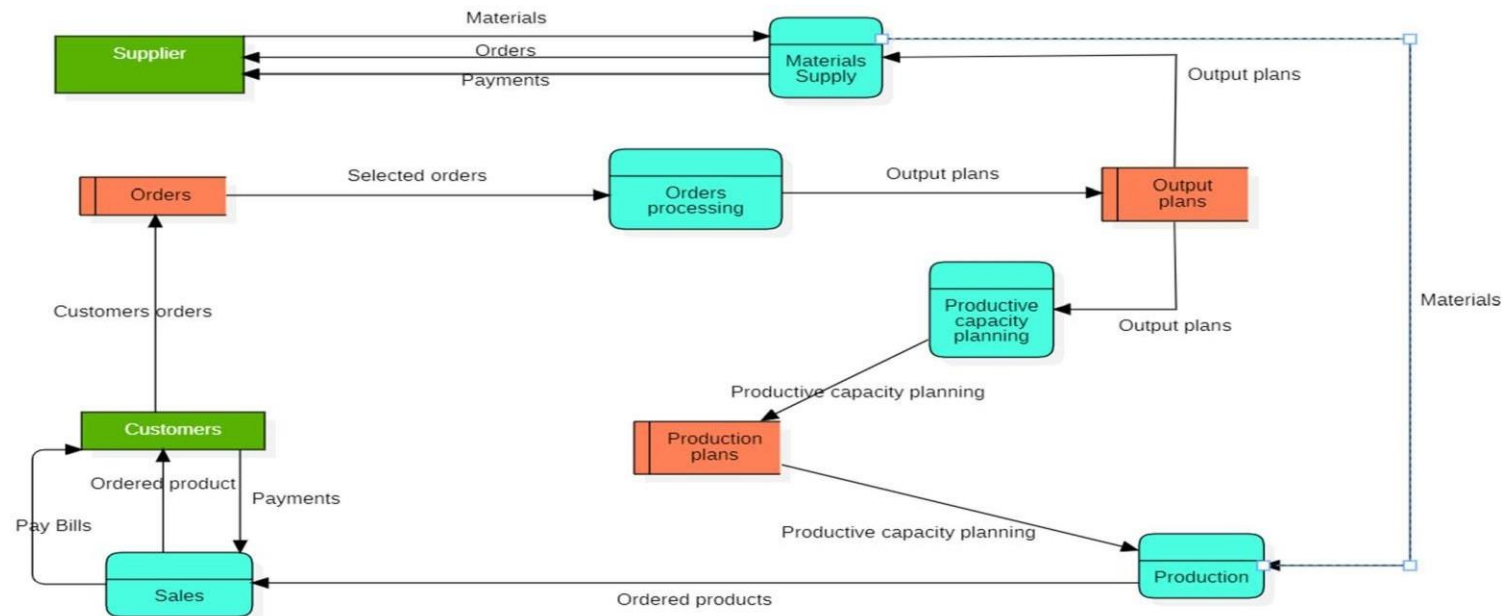 Materials
Supplier
Orders
Materials
Supply
Payments
Output plans
Selected orders
Orders
Orders
processing
Output plans
Output
plans
Customers orders
Productive
capacity
planning
Output plans
Materials
Productive capacity planning
Customers
Production
plans
Ordered product
Payments
Pay Bills
Productive capacity planning
Production
Sales
Ordered products